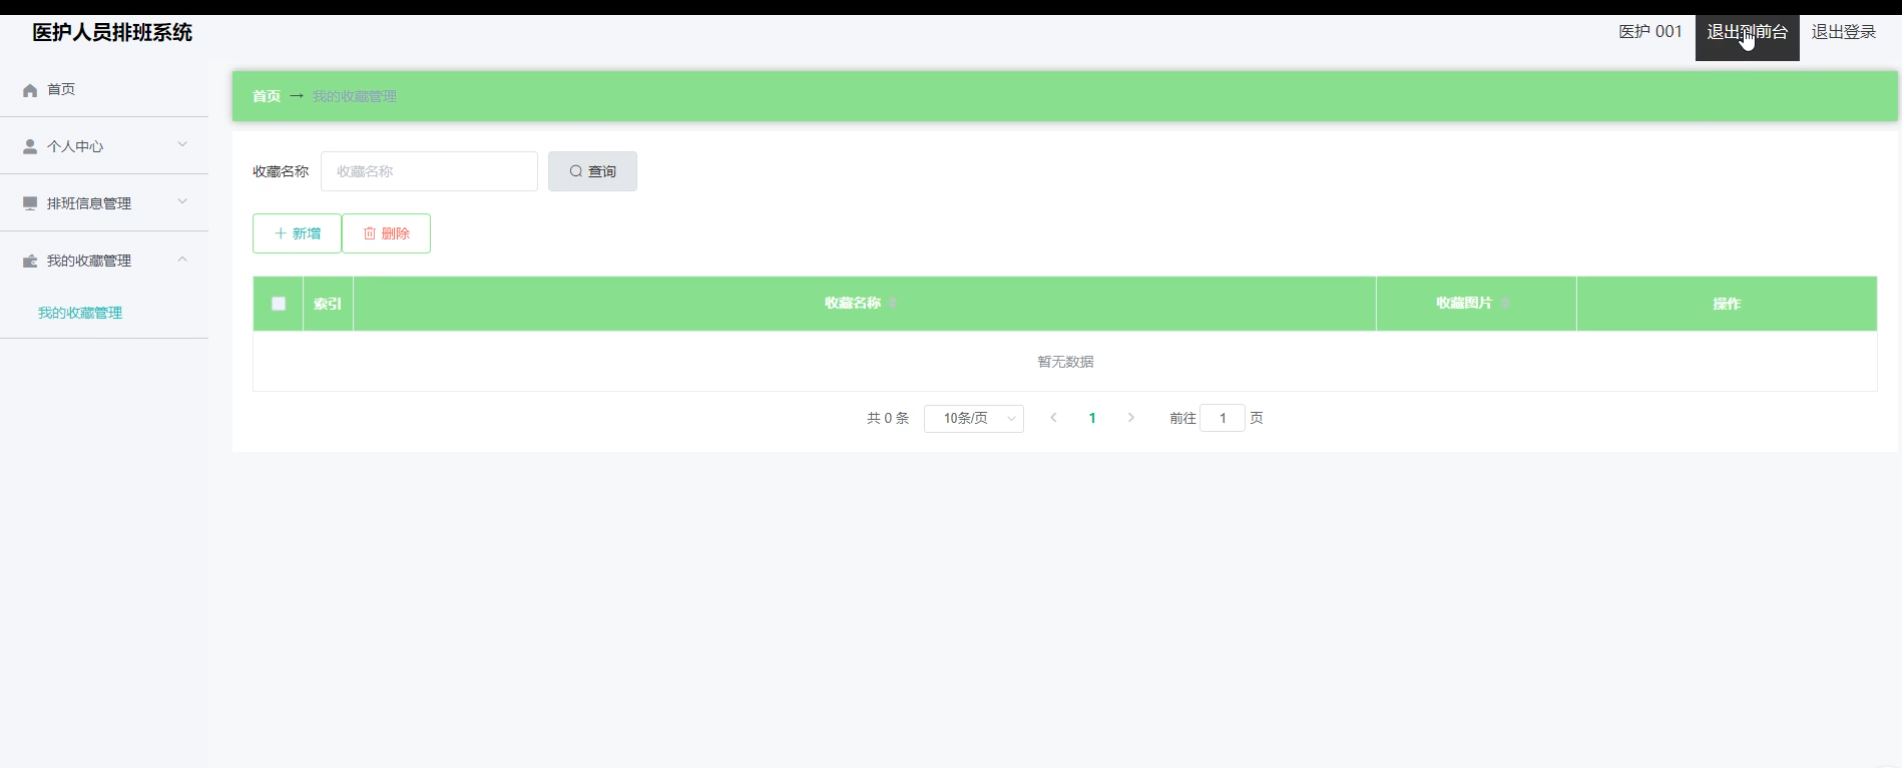 医护人员排班系统
医护 001 退出到前台 退出登录
首页
个人中心
排班信息管理
我的收藏管理
我的收藏管理
首页 → 我的收藏管理
收藏名称 收藏名称 查询
新增 删除
索引 收藏名称 收藏图片 操作
暂无数据
共 0 条 10条/页 1 前往 1 页